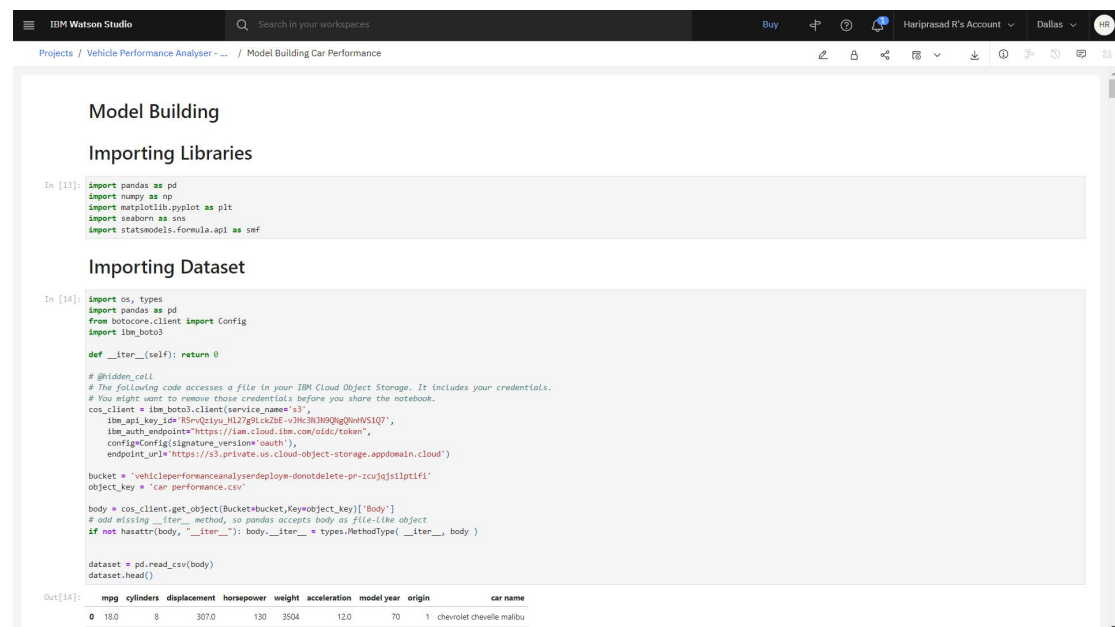 IBM Watson Studio
Search in your workspaces
Buy
1
Hariprasad R's Account
Dallas
HR
Projects / Vehicle Performance Analyser - ... / Model Building Car Performance
Model Building
Importing Libraries
In [13]: import pandas as pd
import numpy as np
import matplotlib.pyplot as plt
import seaborn as sns
import statsmodels.formula.api as smf
Importing Dataset
In [14]: import os, types
import pandas as pd
from botocore.client import Config
import ibm_boto3
def __iter__(self): return 0
# @hidden_cell
# The following code accesses a file in your IBM Cloud Object Storage. It includes your credentials.
# You might want to remove those credentials before you share the notebook.
cos_client = ibm_boto3.client(service_name='s3',
ibm_api_key_id='R5rvQziyu_Hl27g9LckZbE-vJHc3NJN9QNgQNnHVS1Q7',
ibm_auth_endpoint="https://iam.cloud.ibm.com/oidc/token",
config=Config(signature_version='oauth'),
endpoint_url='https://s3.private.us.cloud-object-storage.appdomain.cloud')
bucket = 'vehicleperformanceanalyserdeploym-donotdelete-pr-zcujqjsilptifi'
object_key = 'car performance.csv'
body = cos_client.get_object(Bucket=bucket,Key=object_key)['Body']
# add missing __iter__ method, so pandas accepts body as file-like object
if not hasattr(body, "__iter__"): body.__iter__ = types.MethodType( __iter__, body )
dataset = pd.read_csv(body)
dataset.head()
Out[14]: mpg cylinders displacement horsepower weight acceleration model year origin car name
0 18.0 8 307.0 130 3504 12.0 70 1 chevrolet chevelle malibu